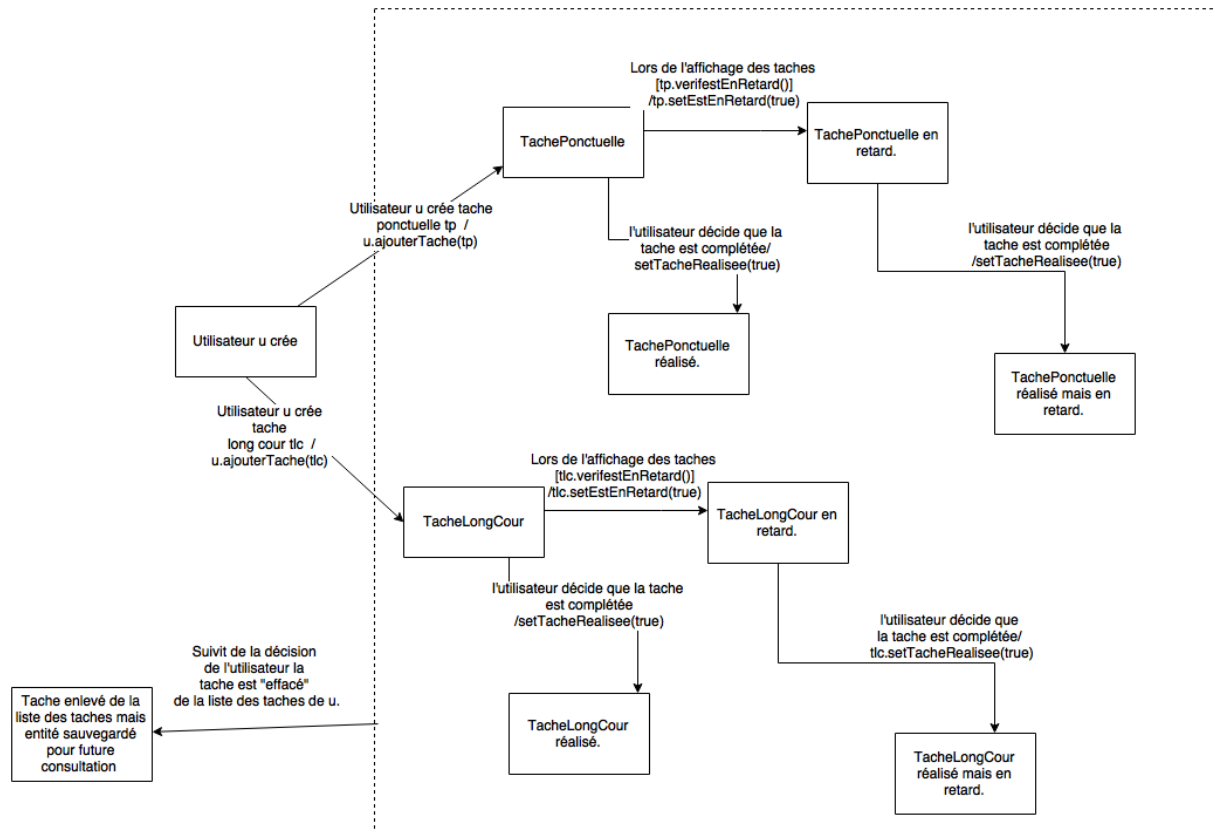 Lors de l'affichage des taches
[tp.verifestEnRetard()]
/tp.setEstEnRetard(true)
TachePonctuelle
TachePonctuelle en
retard.
Utilisateur u crée tache
ponctuelle tp /
u.ajouterTache(tp)
l'utilisateur décide que la
tache est complétée/
setTacheRealisee(true)
l'utilisateur décide que la
tache est complétée
/setTacheRealisee(true)
Utilisateur u crée
TachePonctuelle
réalisé.
TachePonctuelle
réalisé mais en
retard.
Utilisateur u crée
tache
long cour tlc /
u.ajouterTache(tlc)
Lors de l'affichage des taches
[tlc.verifestEnRetard()]
/tlc.setEstEnRetard(true)
TacheLongCour
TacheLongCour en
retard.
l'utilisateur décide que la tache
est complétée
/setTacheRealisee(true)
l'utilisateur décide que
la tache est complétée/
tlc.setTacheRealisee(true)
Suivit de la décision
de l'utilisateur la
tache est "effacé"
de la liste des taches de u.
Tache enlevé de la
liste des taches mais
entité sauvegardé
pour future
consultation
TacheLongCour
réalisé.
TacheLongCour
réalisé mais en
retard.